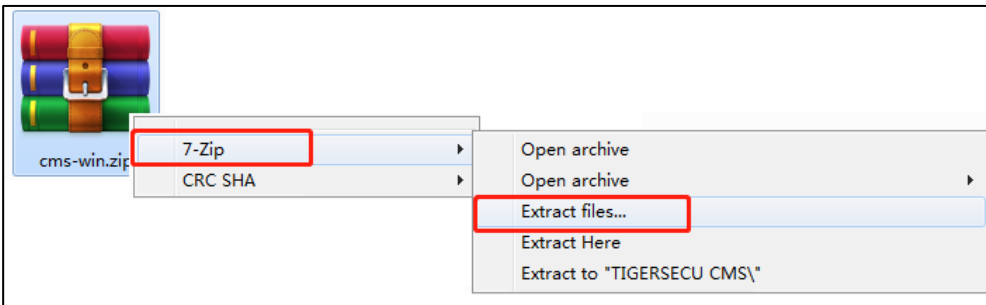 cms-win.zip
7-Zip
CRC SHA
Open archive
Open archive
Extract files...
Extract Here
Extract to "TIGERSECU CMS\"